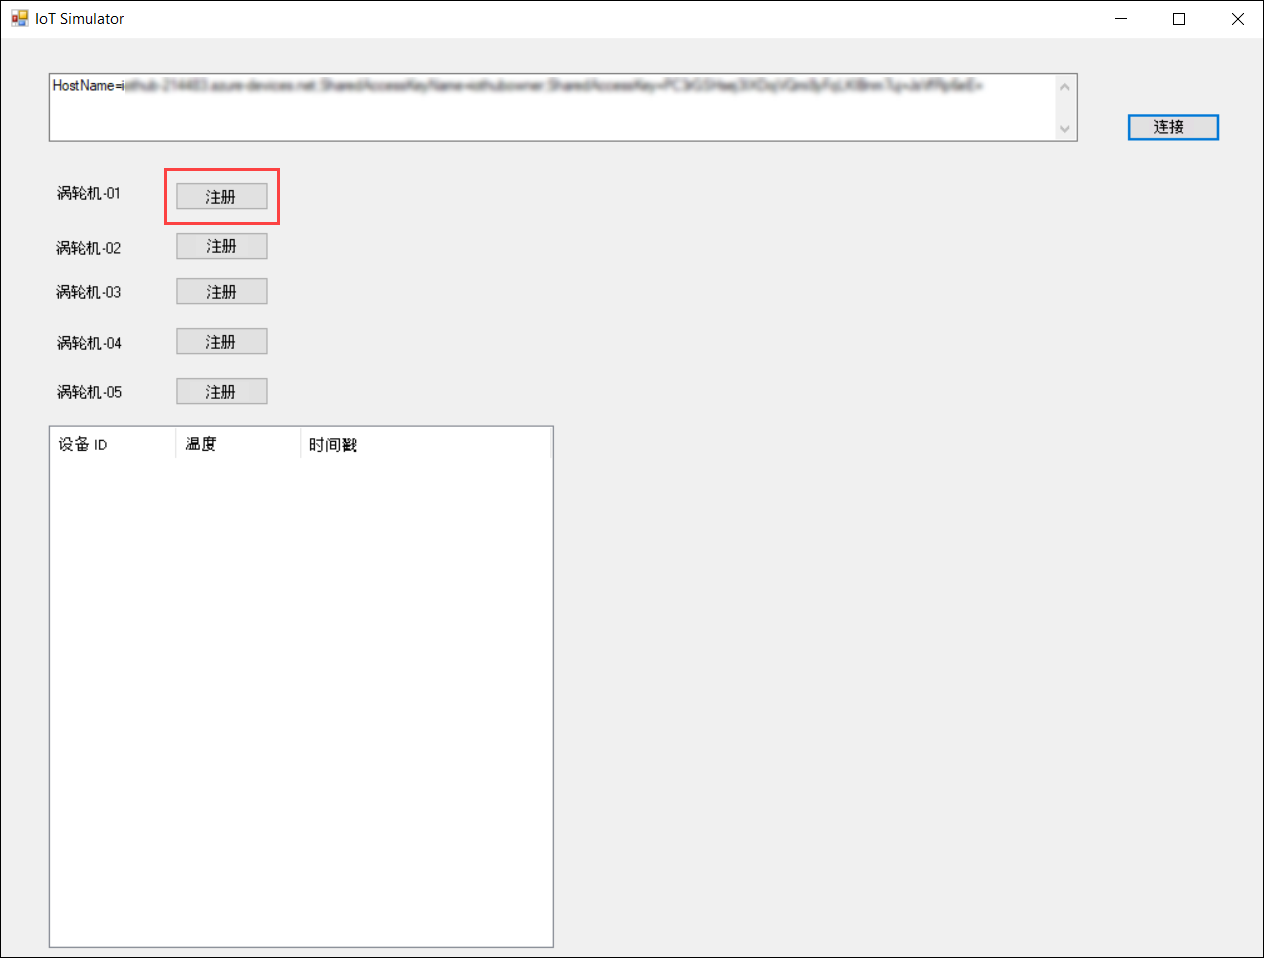 IoT Simulator
HostName=i
连接
涡轮机-01 注册
涡轮机-02 注册
涡轮机-03 注册
涡轮机-04 注册
涡轮机-05 注册
设备 ID 温度 时间戳